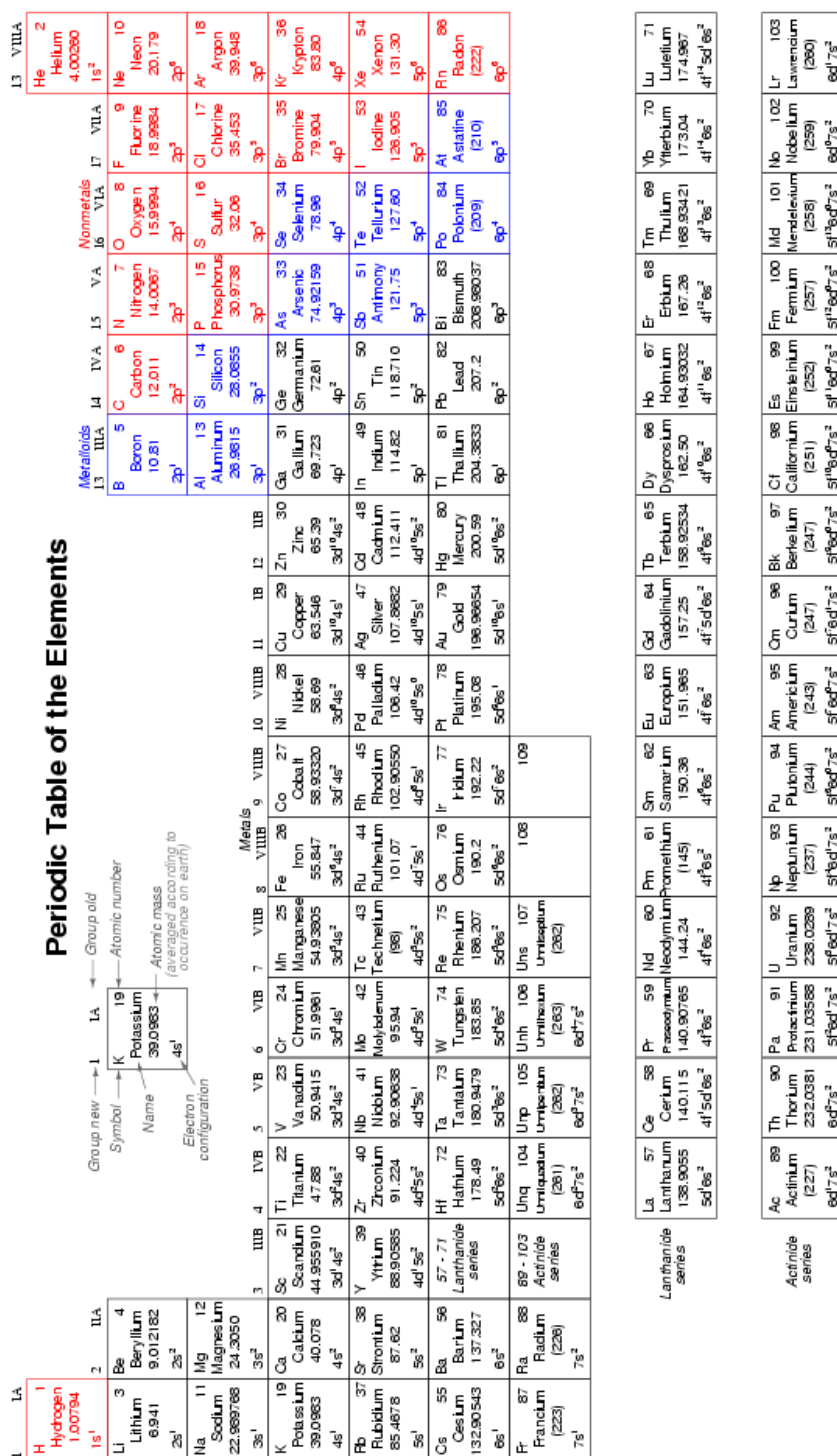 Periodic Table of the Elements
Group new 1 IA Group old
Symbol K 19 Atomic number
Name Potassium
39.0983 Atomic mass
(averaged according to
occurence on earth)
4s¹
Electron
configuration
IA 13 VIIIA
H 1 He 2
Hydrogen Helium
1.00794 4.00260
1s¹ 1s²
Metalloids Nonmetals
2 IIA 13 IIIA 14 IVA 15 VA 16 VIA 17 VIIA
Li 3 Be 4 B 5 C 6 N 7 O 8 F 9 Ne 10
Lithium Beryllium Boron Carbon Nitrogen Oxygen Fluorine Neon
6.941 9.012182 10.81 12.011 14.0067 15.9994 18.9984 20.179
2s¹ 2s² 2p¹ 2p² 2p³ 2p⁴ 2p⁵ 2p⁶
Na 11 Mg 12 Al 13 Si 14 P 15 S 16 Cl 17 Ar 18
Sodium Magnesium Aluminum Silicon Phosphorus Sulfur Chlorine Argon
22.989768 24.3050 26.9815 28.0855 30.9738 32.06 35.453 39.948
3s¹ 3s² 3p¹ 3p² 3p³ 3p⁴ 3p⁵ 3p⁶
Metals
3 IIIB 4 IVB 5 VB 6 VIB 7 VIIB 8 VIIIB 9 VIIIB 10 VIIIB 11 IB 12 IIB
K 19 Ca 20 Sc 21 Ti 22 V 23 Cr 24 Mn 25 Fe 26 Co 27 Ni 28 Cu 29 Zn 30 Ga 31 Ge 32 As 33 Se 34 Br 35 Kr 36
Potassium Calcium Scandium Titanium Vanadium Chromium Manganese Iron Cobalt Nickel Copper Zinc Gallium Germanium Arsenic Selenium Bromine Krypton
39.0983 40.078 44.955910 47.88 50.9415 51.9961 54.93805 55.847 58.93320 58.69 63.546 65.39 69.723 72.61 74.92159 78.96 79.904 83.80
4s¹ 4s² 3d¹4s² 3d²4s² 3d³4s² 3d⁵4s¹ 3d⁵4s² 3d⁶4s² 3d⁷4s² 3d⁸4s² 3d¹⁰4s¹ 3d¹⁰4s² 4p¹ 4p² 4p³ 4p⁴ 4p⁵ 4p⁶
Rb 37 Sr 38 Y 39 Zr 40 Nb 41 Mo 42 Tc 43 Ru 44 Rh 45 Pd 46 Ag 47 Cd 48 In 49 Sn 50 Sb 51 Te 52 I 53 Xe 54
Rubidium Strontium Yttrium Zirconium Niobium Molybdenum Technetium Ruthenium Rhodium Palladium Silver Cadmium Indium Tin Antimony Tellurium Iodine Xenon
85.4678 87.62 88.90585 91.224 92.90638 95.94 (98) 101.07 102.90550 106.42 107.8682 112.411 114.82 118.710 121.75 127.60 126.905 131.30
5s¹ 5s² 4d¹5s² 4d²5s² 4d⁴5s¹ 4d⁵5s¹ 4d⁵5s² 4d⁷5s¹ 4d⁸5s¹ 4d¹⁰5s⁰ 4d¹⁰5s¹ 4d¹⁰5s² 5p¹ 5p² 5p³ 5p⁴ 5p⁵ 5p⁶
Cs 55 Ba 56 57 - 71 Hf 72 Ta 73 W 74 Re 75 Os 76 Ir 77 Pt 78 Au 79 Hg 80 Tl 81 Pb 82 Bi 83 Po 84 At 85 Rn 86
Cesium Barium Lanthanide Hafnium Tantalum Tungsten Rhenium Osmium Iridium Platinum Gold Mercury Thallium Lead Bismuth Polonium Astatine Radon
132.90543 137.327 series 178.49 180.9479 183.85 186.207 190.2 192.22 195.08 196.96654 200.59 204.3833 207.2 208.98037 (209) (210) (222)
6s¹ 6s² 5d²6s² 5d³6s² 5d⁴6s² 5d⁵6s² 5d⁶6s² 5d⁷6s² 5d⁹6s¹ 5d¹⁰6s¹ 5d¹⁰6s² 6p¹ 6p² 6p³ 6p⁴ 6p⁵ 6p⁶
Fr 87 Ra 88 89 - 103 Unq 104 Unp 105 Unh 106 Uns 107 108 109
Francium Radium Actinide Unnilquadium Unnilpentium Unnilhexium Unnilseptium
(223) (226) series (261) (262) (263) (262)
7s¹ 7s² 6d²7s² 6d³7s² 6d⁴7s²
Lanthanide
series
La 57 Ce 58 Pr 59 Nd 60 Pm 61 Sm 62 Eu 63 Gd 64 Tb 65 Dy 66 Ho 67 Er 68 Tm 69 Yb 70 Lu 71
Lanthanum Cerium Praseodymium Neodymium Promethium Samarium Europium Gadolinium Terbium Dysprosium Holmium Erbium Thulium Ytterbium Lutetium
138.9055 140.115 140.90765 144.24 (145) 150.36 151.965 157.25 158.92534 162.50 164.93032 167.26 168.93421 173.04 174.967
5d¹6s² 4f¹5d¹6s² 4f³6s² 4f⁴6s² 4f⁵6s² 4f⁶6s² 4f⁷6s² 4f⁷5d¹6s² 4f⁹6s² 4f¹⁰6s² 4f¹¹6s² 4f¹²6s² 4f¹³6s² 4f¹⁴6s² 4f¹⁴5d¹6s²
Actinide
series
Ac 89 Th 90 Pa 91 U 92 Np 93 Pu 94 Am 95 Cm 96 Bk 97 Cf 98 Es 99 Fm 100 Md 101 No 102 Lr 103
Actinium Thorium Protactinium Uranium Neptunium Plutonium Americium Curium Berkelium Californium Einsteinium Fermium Mendelevium Nobelium Lawrencium
(227) 232.0381 231.03588 238.0289 (237) (244) (243) (247) (247) (251) (252) (257) (258) (259) (260)
6d¹7s² 6d²7s² 5f²6d¹7s² 5f³6d¹7s² 5f⁴6d¹7s² 5f⁶6d⁰7s² 5f⁷6d⁰7s² 5f⁷6d¹7s² 5f⁹6d⁰7s² 5f¹⁰6d⁰7s² 5f¹¹6d⁰7s² 5f¹²6d⁰7s² 5f¹³6d⁰7s² 6d⁰7s² 6d¹7s²